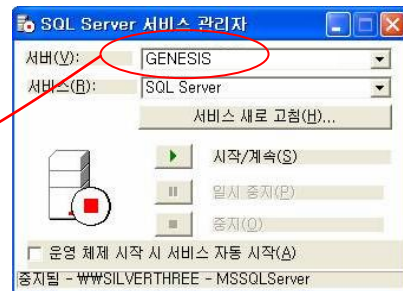 SQL Server 서비스 관리자
서버(V): GENESIS
서비스(R): SQL Server
서비스 새로 고침(H)...
시작/계속(S)
일시 중지(P)
중지(O)
운영 체제 시작 시 서비스 자동 시작(A)
중지됨 - ₩₩SILVERTHREE - MSSQLServer